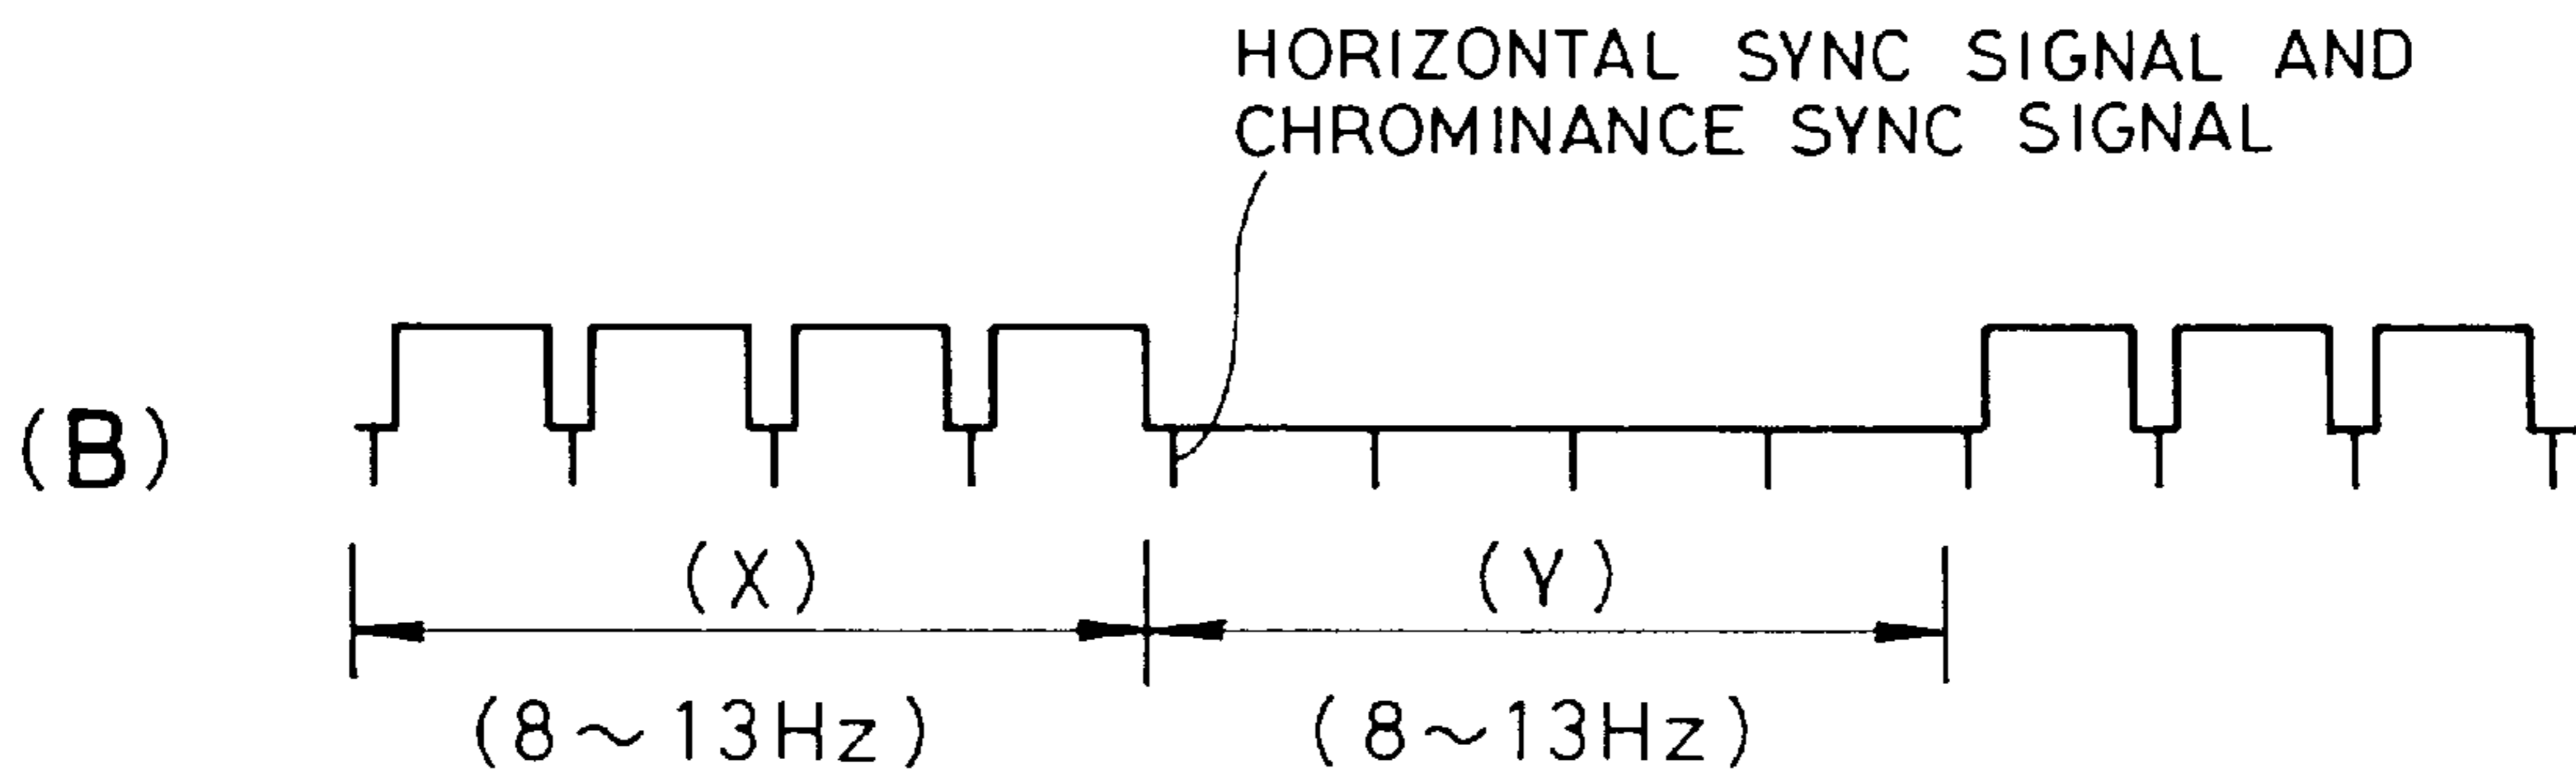 HORIZONTAL SYNC SIGNAL AND
CHROMINANCE SYNC SIGNAL
(B)
(X) (Y)
(8~13Hz) (8~13Hz)